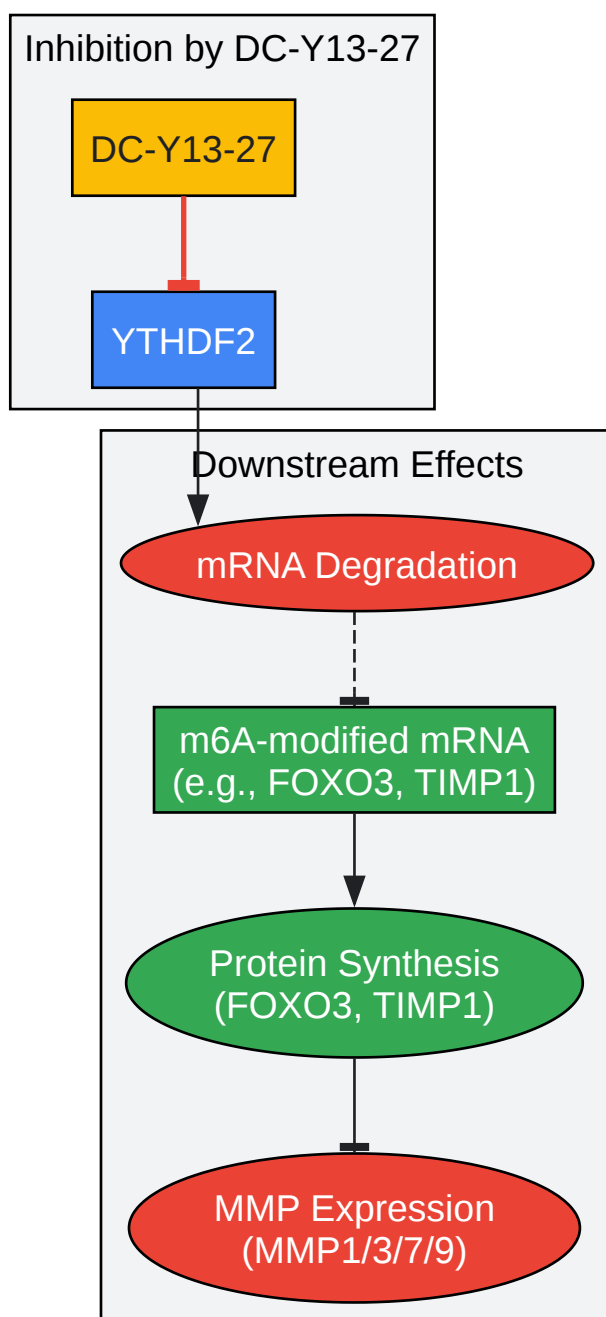 Inhibition by DC-Y13-27
DC-Y13-27
YTHDF2
Downstream Effects
mRNA Degradation
m6A-modified mRNA
(e.g., FOXO3, TIMP1)
Protein Synthesis
(FOXO3, TIMP1)
MMP Expression
(MMP1/3/7/9)